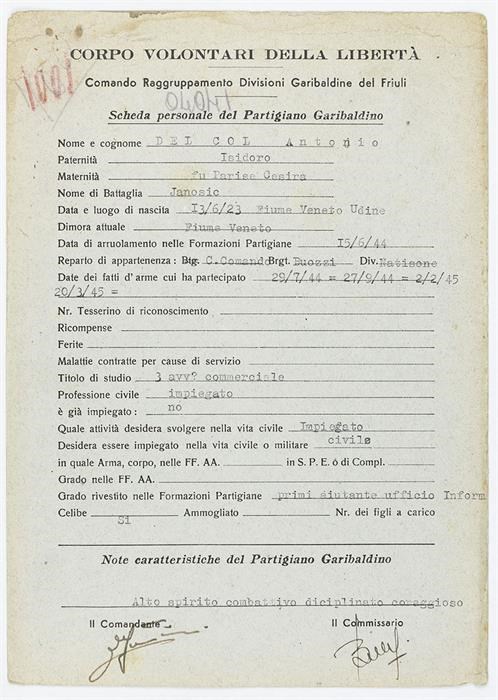 CORPO VOLONTARI DELLA LIBERTÀ
1001
Comando Raggruppamento Divisioni Garibaldine del Friuli
04041
Scheda personale del Partigiano Garibaldino
Nome e cognome DEL COL Antonio
Paternità Isidoro
Maternità fu Parise Cesira
Nome di Battaglia Janosic
Data e luogo di nascita I3/6/23 Fiume Veneto Udine
Dimora attuale Fiume Veneto
Data di arruolamento nelle Formazioni Partigiane I5/6/44
Reparto di appartenenza: Btg. C.Comando Brgt. Buozzi Div. Natisone
Date dei fatti d'arme cui ha partecipato 29/7/44 = 27/9/44 = 2/2/45
20/3/45 =
Nr. Tesserino di riconoscimento
Ricompense
Ferite
Malattie contratte per cause di servizio
Titolo di studio 3 avv? commerciale
Professione civile impiegato
è già impiegato: no
Quale attività desidera svolgere nella vita civile Impiegato
Desidera essere impiegato nella vita civile o militare civile
in quale Arma, corpo, nelle FF. AA. in S. P. E. ó di Compl.
Grado nelle FF. AA.
Grado rivestito nelle Formazioni Partigiane primi aiutante ufficio Inform
Celibe Si Ammogliato Nr. dei figli a carico
Note caratteristiche del Partigiano Garibaldino
Alto spirito combattivo diciplinato coraggioso
Il Comandante Il Commissario